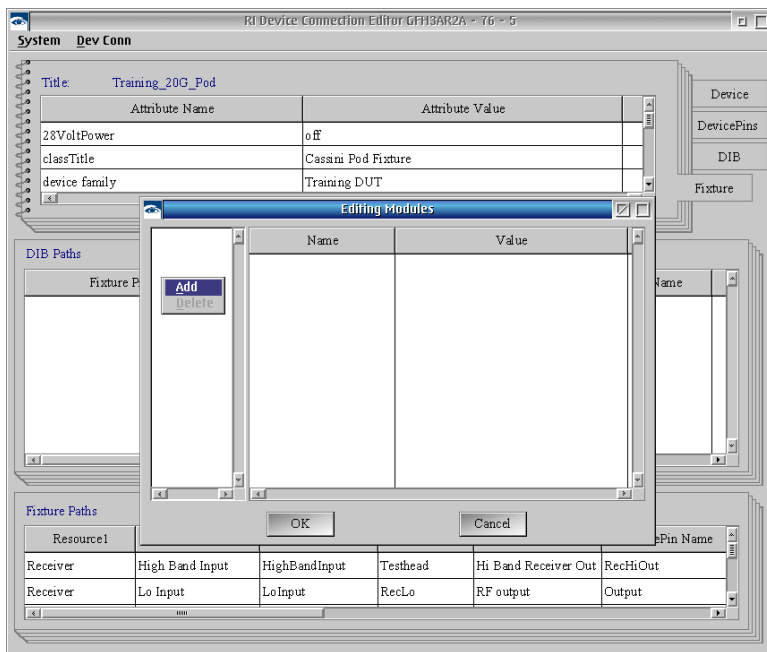 RI Device Connection Editor GFH3AR2A - 76 - 5
System Dev Conn
Title: Training_20G_Pod
Attribute Name Attribute Value
28VoltPower off
classTitle Cassini Pod Fixture
device family Training DUT
Device
DevicePins
DIB
Fixture
Editing Modules
Name Value
Add
Delete
OK Cancel
DIB Paths
Fixture P Name
Fixture Paths
Resource1 ePin Name
Receiver High Band Input HighBandInput Testhead Hi Band Receiver Out RecHiOut
Receiver Lo Input LoInput RecLo RF output Output